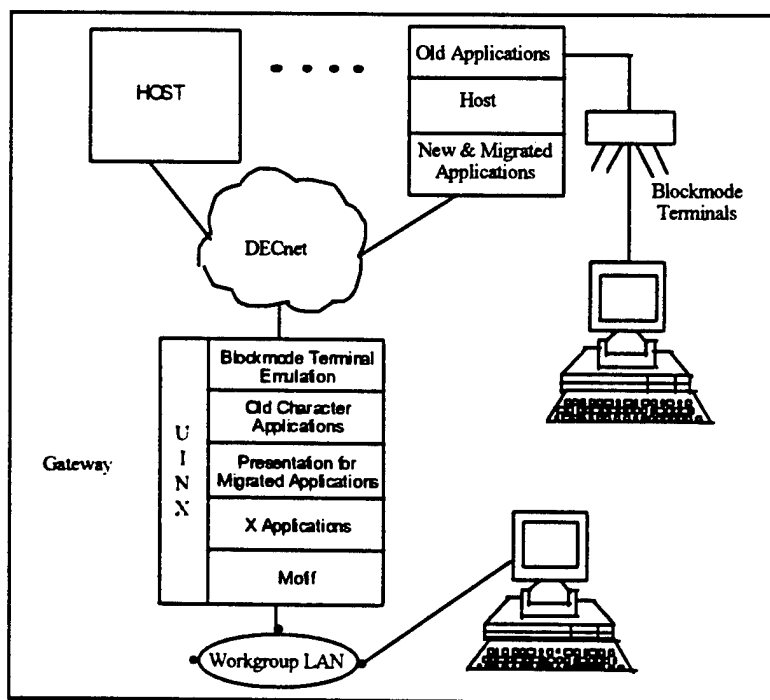 HOST
Old Applications
Host
New & Migrated
Applications
Blockmode
Terminals
DECnet
Gateway
U
I
N
X
Blockmode Terminal
Emulation
Old Character
Applications
Presentation for
Migrated Applications
X Applications
Moff
Workgroup LAN